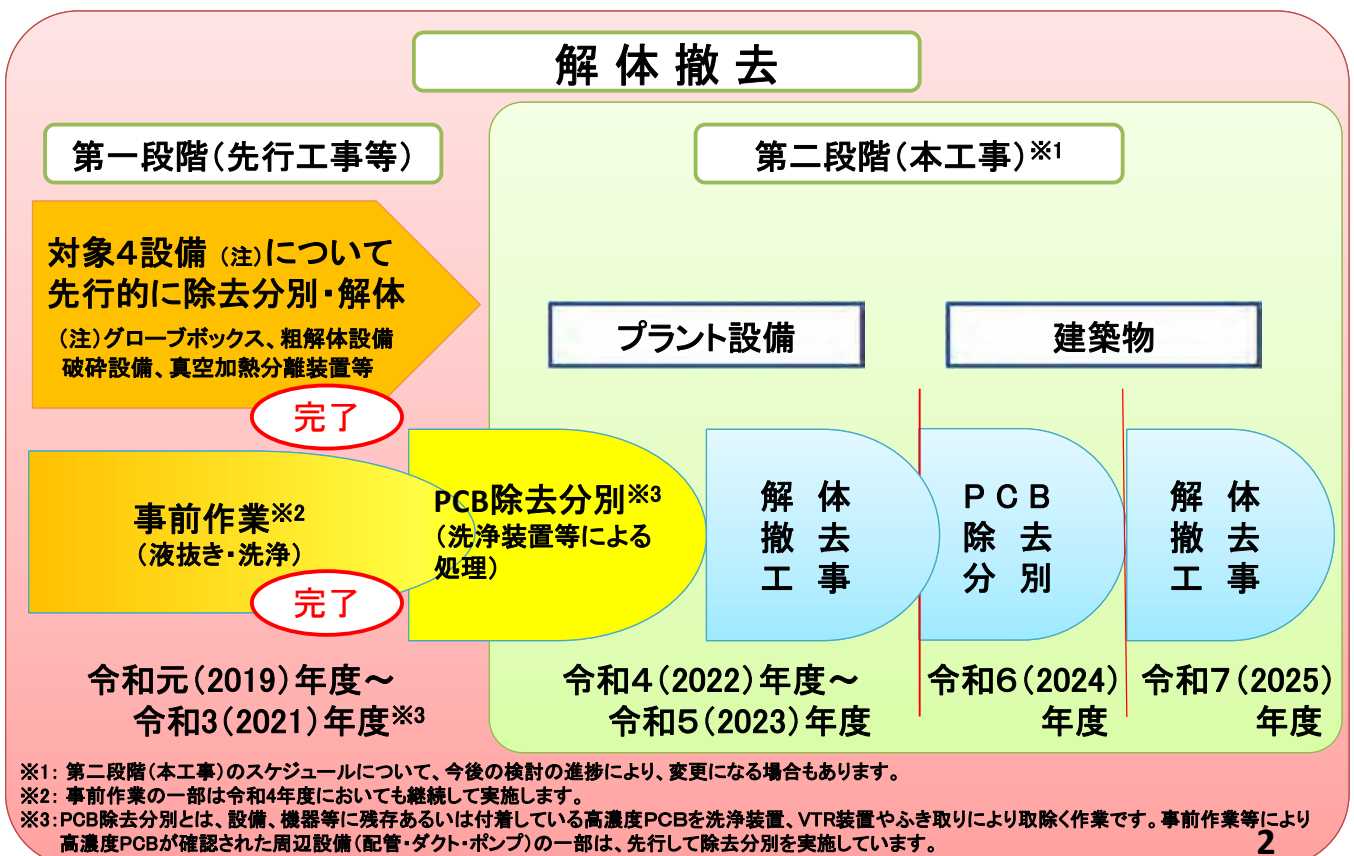 解体撤去
第一段階（先行工事等）
第二段階（本工事）※1
対象４設備（注）について
先行的に除去分別・解体
（注）グローブボックス、粗解体設備
破砕設備、真空加熱分離装置等
完了
プラント設備
建築物
事前作業※2
（液抜き・洗浄）
完了
PCB除去分別※3
（洗浄装置等による
処理）
解体
撤去
工事
ＰＣＢ
除去
分別
解体
撤去
工事
令和元（2019）年度～
令和3（2021）年度※3
令和4（2022）年度～
令和5（2023）年度
令和6（2024）
年度
令和7（2025）
年度
※1： 第二段階（本工事）のスケジュールについて、今後の検討の進捗により、変更になる場合もあります。
※2： 事前作業の一部は令和4年度においても継続して実施します。
※3：PCB除去分別とは、設備、機器等に残存あるいは付着している高濃度PCBを洗浄装置、VTR装置やふき取りにより取除く作業です。事前作業等により
高濃度PCBが確認された周辺設備（配管・ダクト・ポンプ）の一部は、先行して除去分別を実施しています。
2